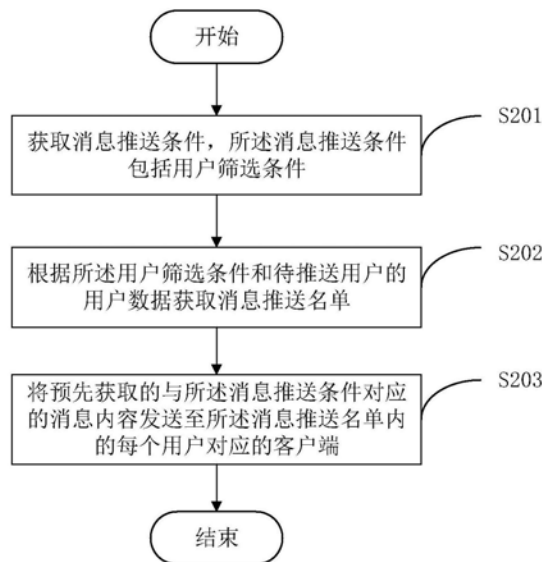 开始
S201
获取消息推送条件，所述消息推送条件
包括用户筛选条件
S202
根据所述用户筛选条件和待推送用户的
用户数据获取消息推送名单
S203
将预先获取的与所述消息推送条件对应
的消息内容发送至所述消息推送名单内
的每个用户对应的客户端
结束